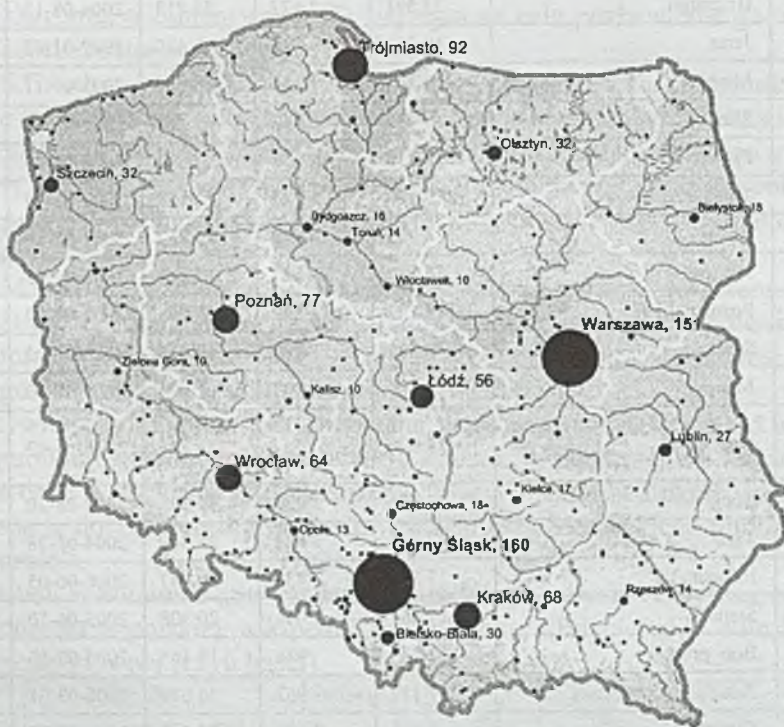 Trójmiasto, 92
Olsztyn, 32
Szczecin, 32
Białystok, 18
Bydgoszcz, 16
Toruń, 14
Włocławek, 10
Poznań, 77
Warszawa, 151
Zielona Góra, 10
Kalisz, 10
Łódź, 56
Lublin, 27
Wrocław, 64
Kielce, 17
Częstochowa, 18
Opole, 13
Górny Śląsk, 160
Kraków, 68
Rzeszów, 14
Bielsko-Biała, 30